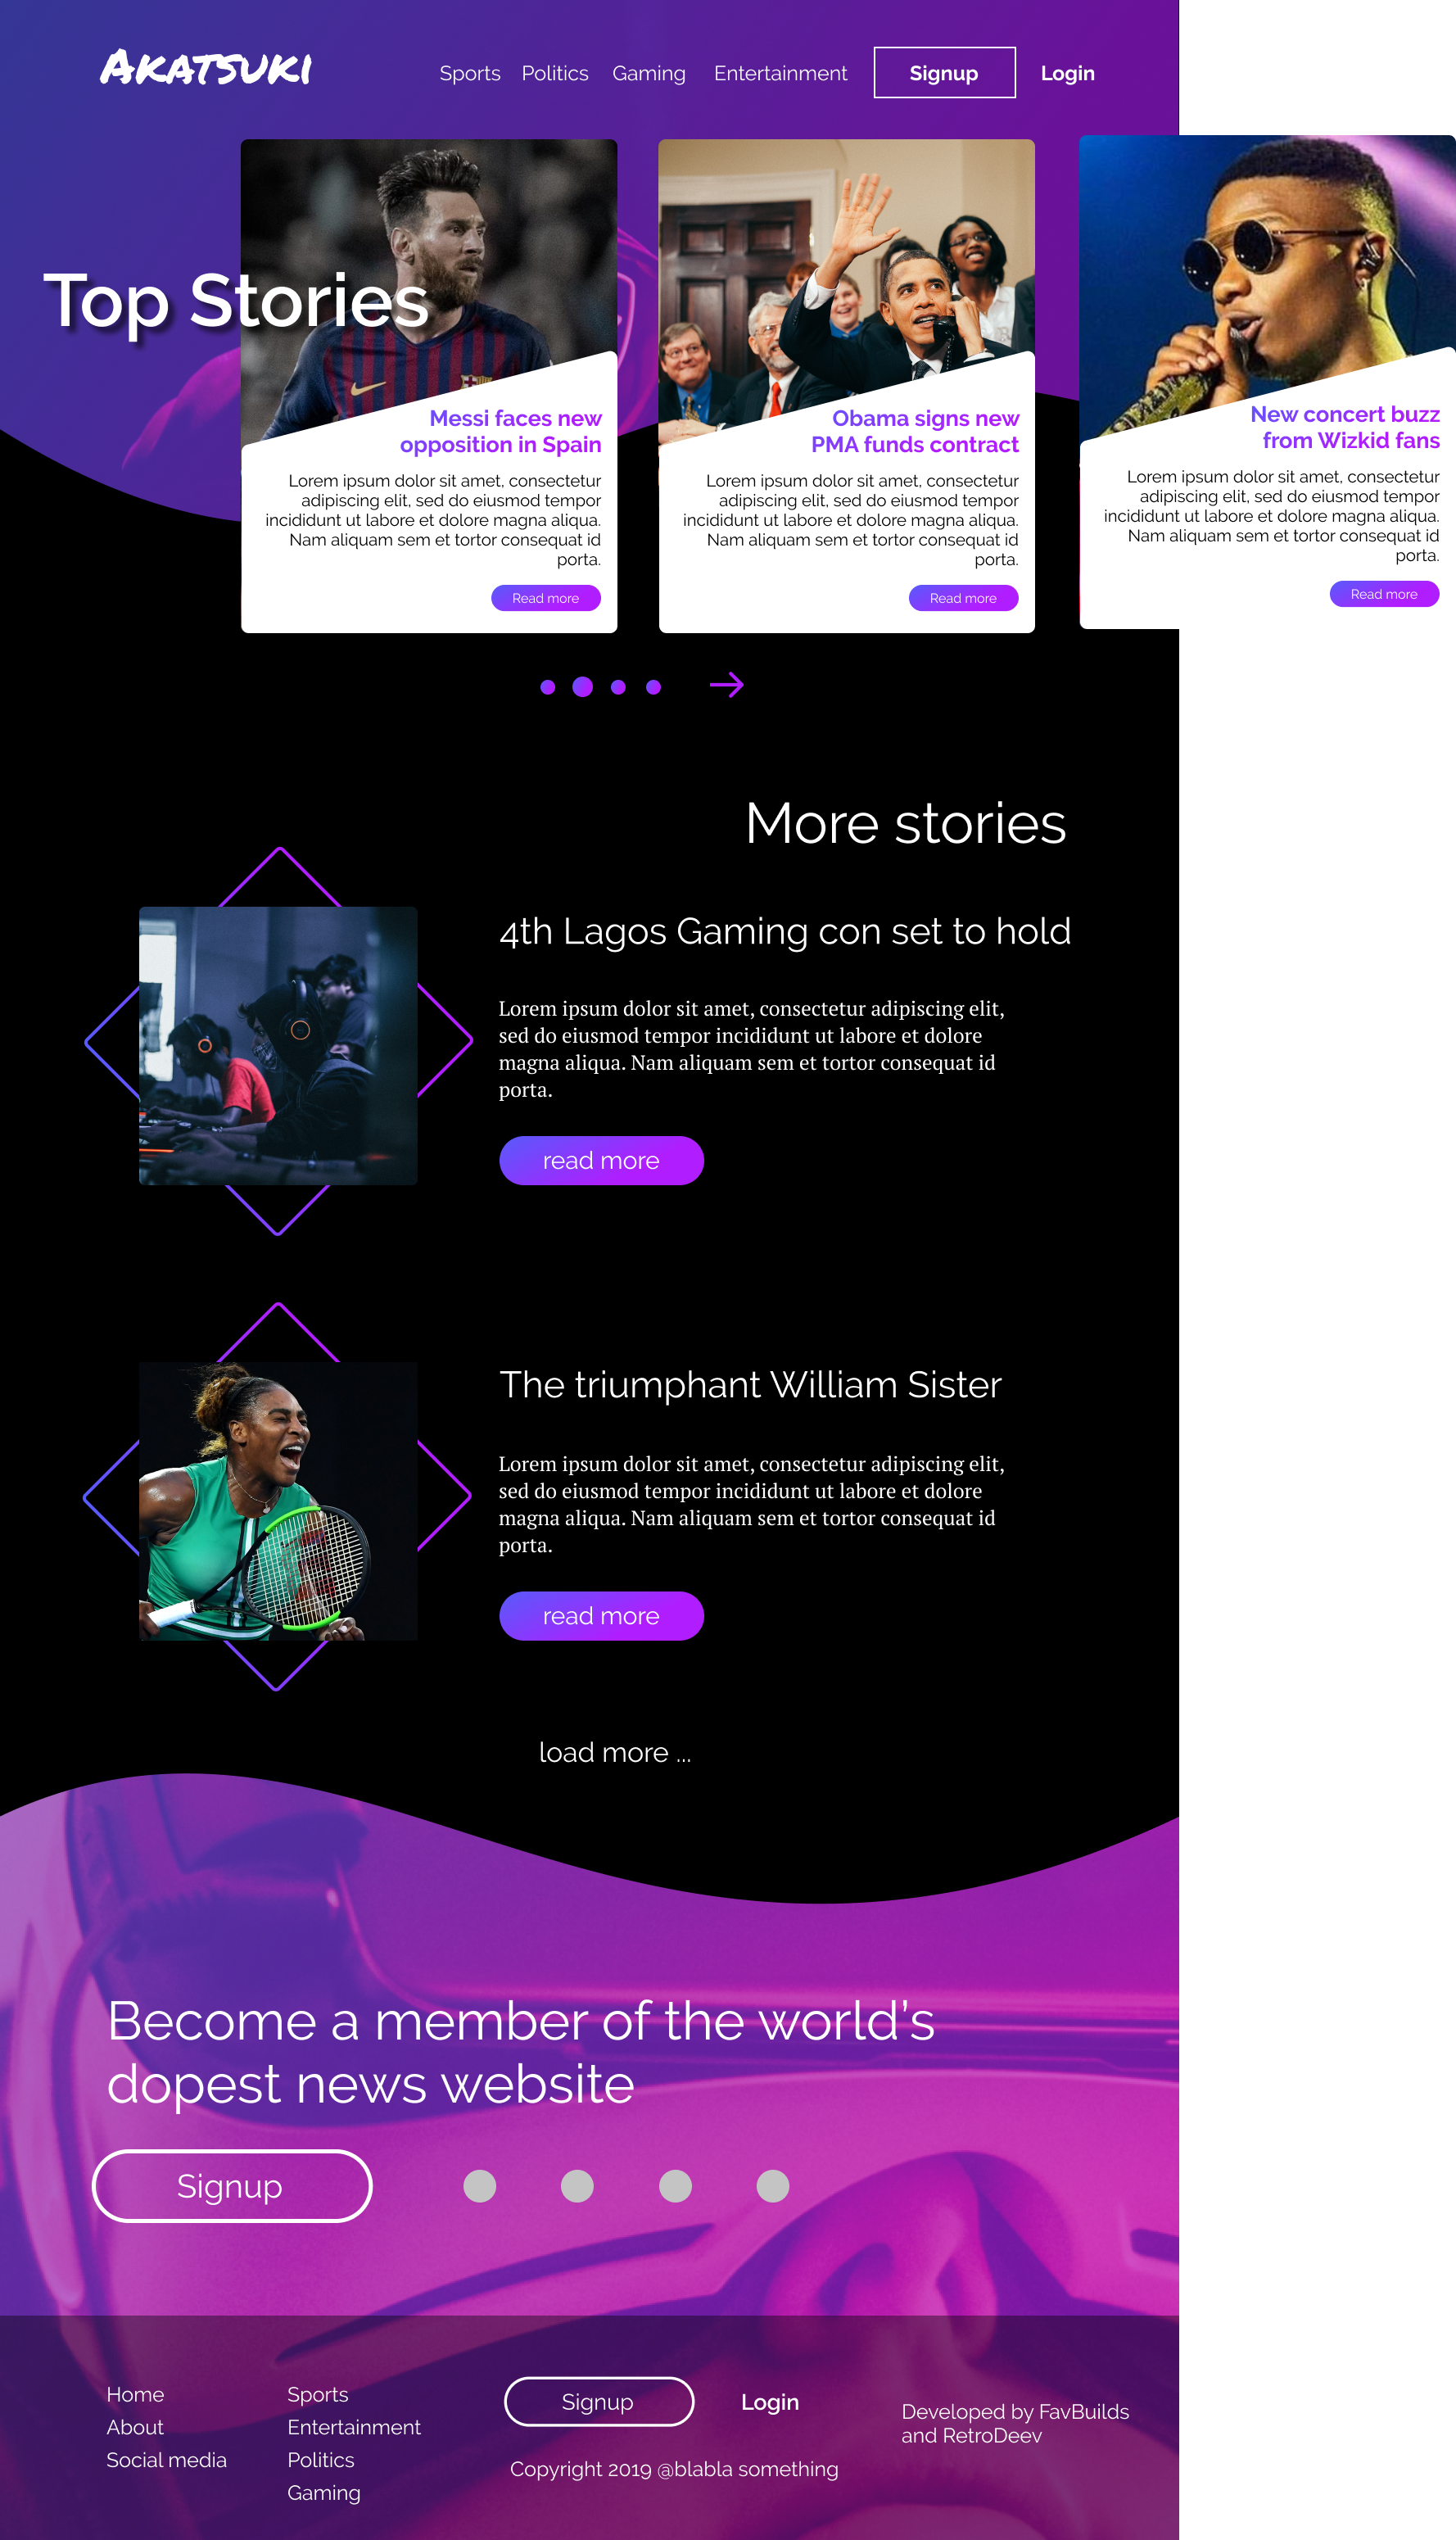 AKATSUKI
Sports Politics Gaming Entertainment Signup Login
Top Stories
Messi faces new
opposition in Spain
Lorem ipsum dolor sit amet, consectetur
adipiscing elit, sed do eiusmod tempor
incididunt ut labore et dolore magna aliqua.
Nam aliquam sem et tortor consequat id
porta.
Read more
Obama signs new
PMA funds contract
Lorem ipsum dolor sit amet, consectetur
adipiscing elit, sed do eiusmod tempor
incididunt ut labore et dolore magna aliqua.
Nam aliquam sem et tortor consequat id
porta.
Read more
New concert buzz
from Wizkid fans
Lorem ipsum dolor sit amet, consectetur
adipiscing elit, sed do eiusmod tempor
incididunt ut labore et dolore magna aliqua.
Nam aliquam sem et tortor consequat id
porta.
Read more
More stories
4th Lagos Gaming con set to hold
Lorem ipsum dolor sit amet, consectetur adipiscing elit,
sed do eiusmod tempor incididunt ut labore et dolore
magna aliqua. Nam aliquam sem et tortor consequat id
porta.
read more
The triumphant William Sister
Lorem ipsum dolor sit amet, consectetur adipiscing elit,
sed do eiusmod tempor incididunt ut labore et dolore
magna aliqua. Nam aliquam sem et tortor consequat id
porta.
read more
load more ...
Become a member of the world’s
dopest news website
Signup
Home
About
Social media
Sports
Entertainment
Politics
Gaming
Signup Login
Copyright 2019 @blabla something
Developed by FavBuilds
and RetroDeev